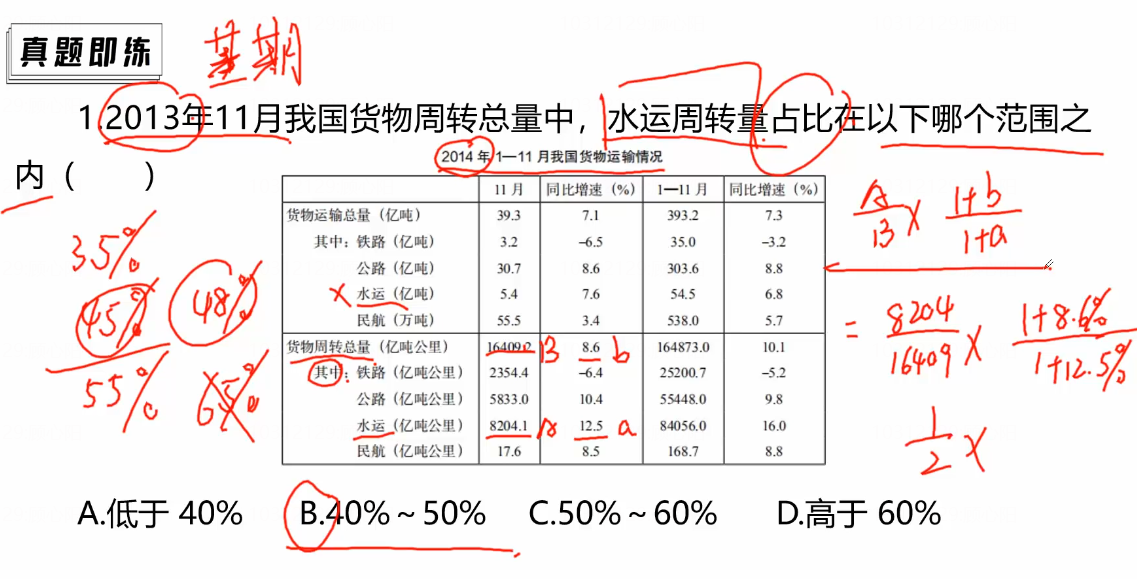 真题即练
基期
1.2013年11月我国货物周转总量中，水运周转量占比在以下哪个范围之
内（ ）
2014 年 1—11 月我国货物运输情况
11 月 同比增速（%） 1—11 月 同比增速（%）
货物运输总量（亿吨） 39.3 7.1 393.2 7.3
其中：铁路（亿吨） 3.2 –6.5 35.0 –3.2
公路（亿吨） 30.7 8.6 303.6 8.8
水运（亿吨） 5.4 7.6 54.5 6.8
民航（万吨） 55.5 3.4 538.0 5.7
货物周转总量（亿吨公里） 16409.2 B 8.6 b 164873.0 10.1
其中：铁路（亿吨公里） 2354.4 –6.4 25200.7 –5.2
公路（亿吨公里） 5833.0 10.4 55448.0 9.8
水运（亿吨公里） 8204.1 A 12.5 a 84056.0 16.0
民航（亿吨公里） 17.6 8.5 168.7 8.8
35%
45% 48%
55% 65%
A/B × 1+b/1+a
= 8204/16409 × 1+8.6%/1+12.5%
1/2 ×
A.低于 40% B.40%～50% C.50%～60% D.高于 60%